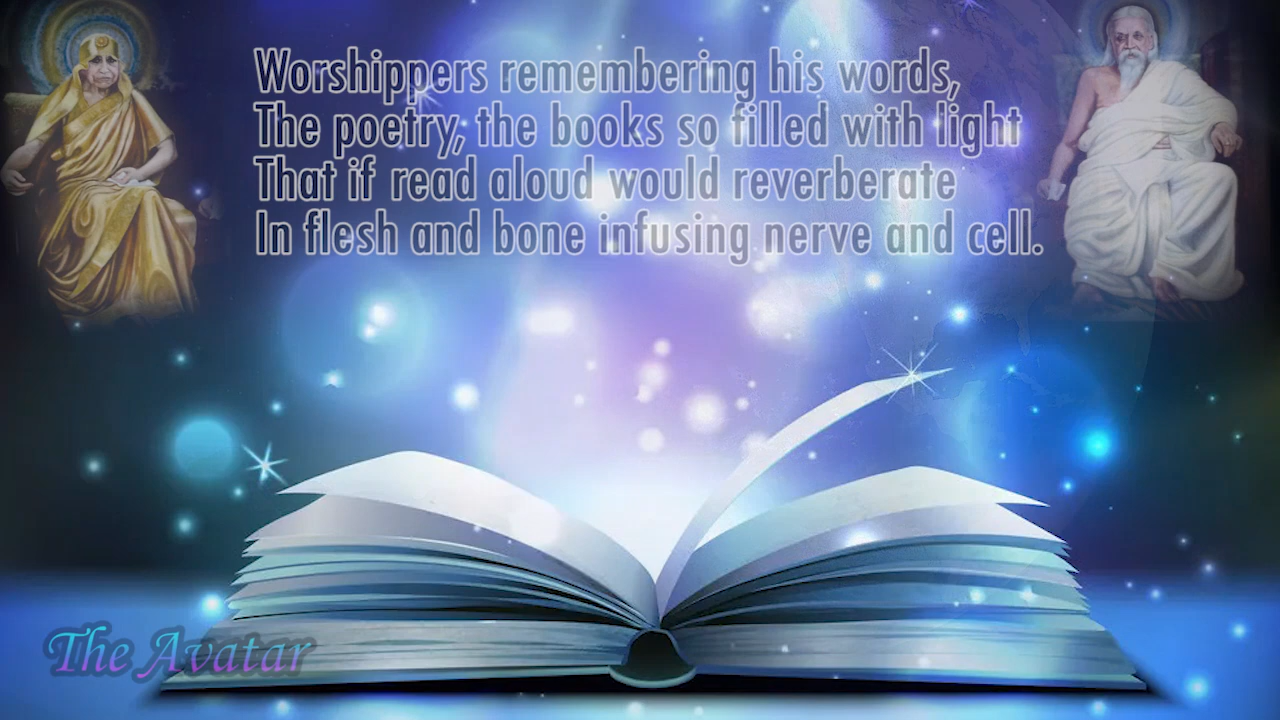 Worshippers remembering his words,
The poetry, the books so filled with light
That if read aloud would reverberate
In flesh and bone infusing nerve and cell.
The Avatar